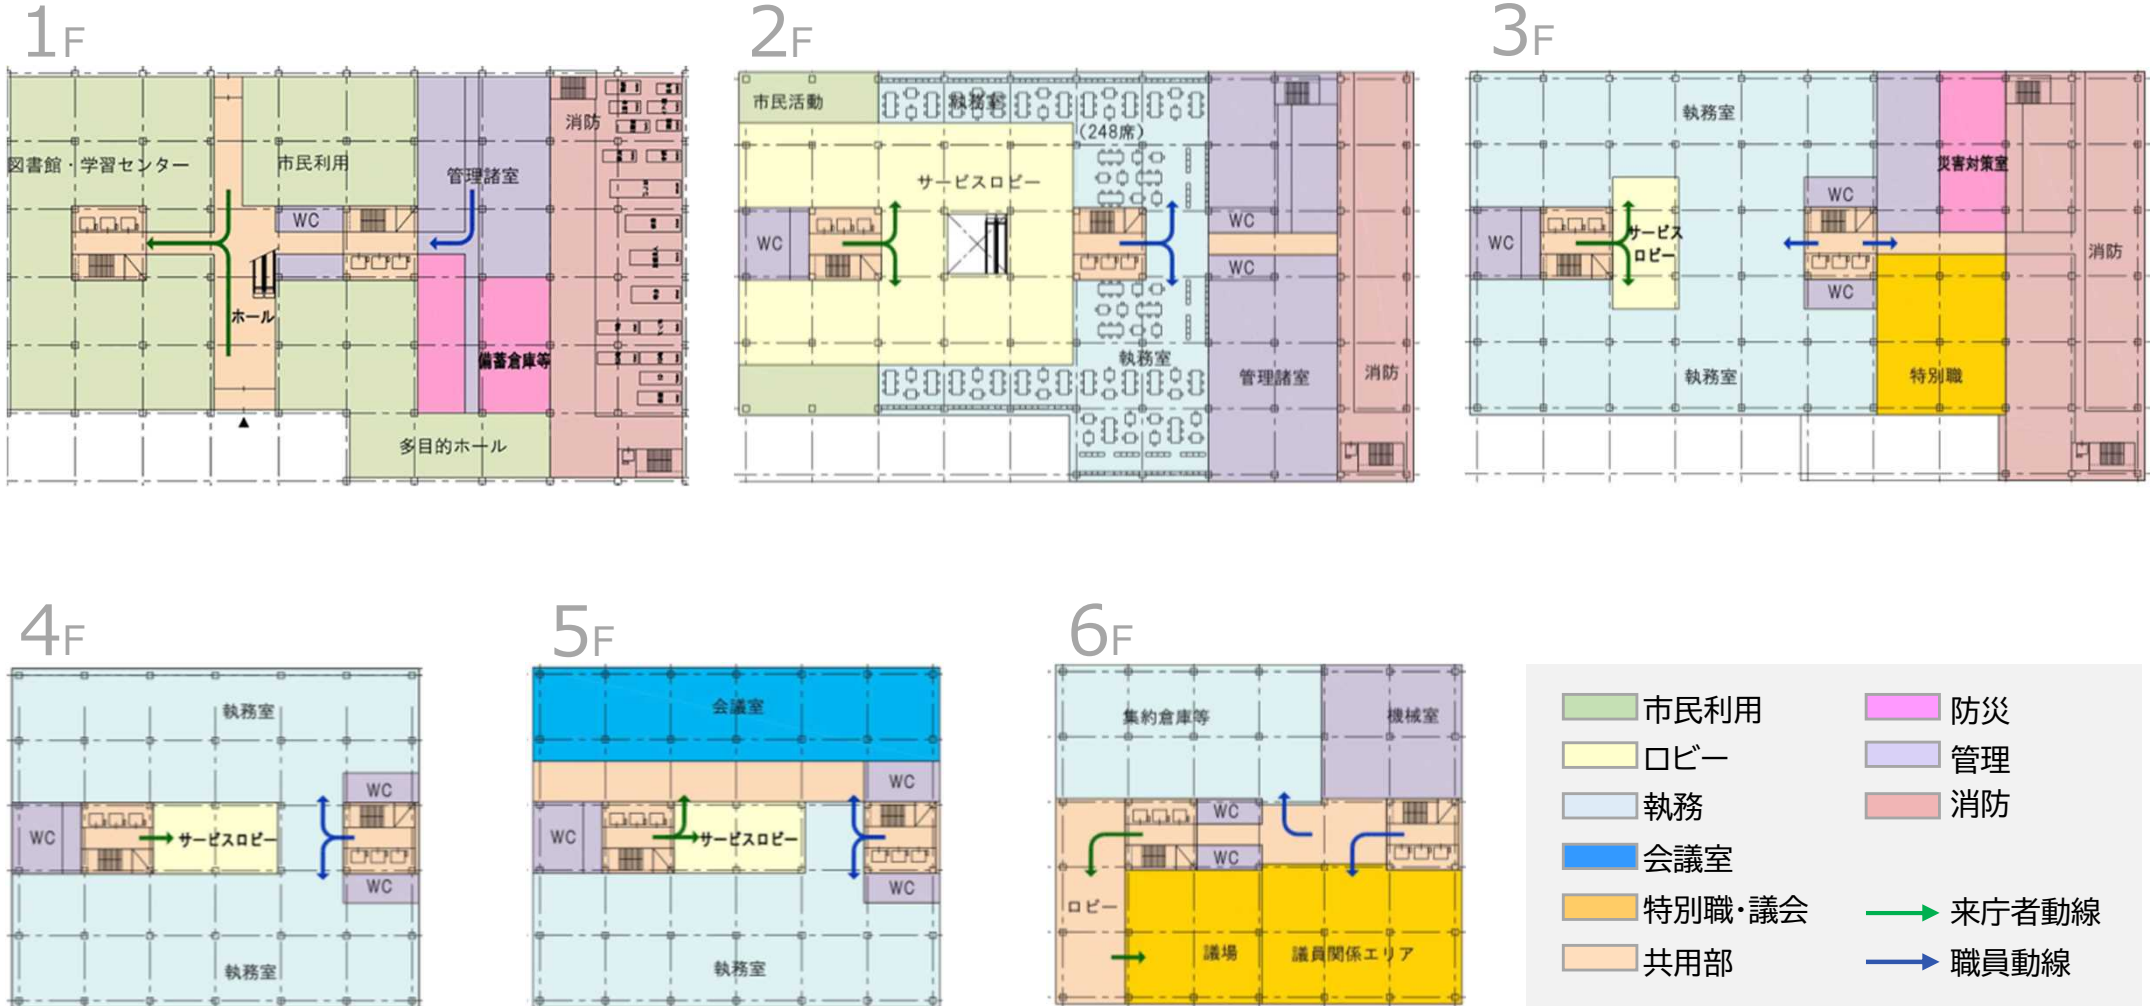 1F
図書館・学習センター
市民利用
管理諸室
消防
WC
ホール
備蓄倉庫等
多目的ホール
▲
2F
市民活動
執務室
(248席)
サービスロビー
WC
WC
WC
執務室
管理諸室
消防
3F
執務室
災害対策室
WC
WC
サービス
ロビー
WC
執務室
特別職
消防
4F
執務室
WC
WC
サービスロビー
WC
執務室
5F
会議室
WC
WC
サービスロビー
WC
執務室
6F
集約倉庫等
機械室
WC
WC
ロビー
議場
議員関係エリア
市民利用
ロビー
執務
会議室
特別職・議会
共用部
防災
管理
消防
来庁者動線
職員動線